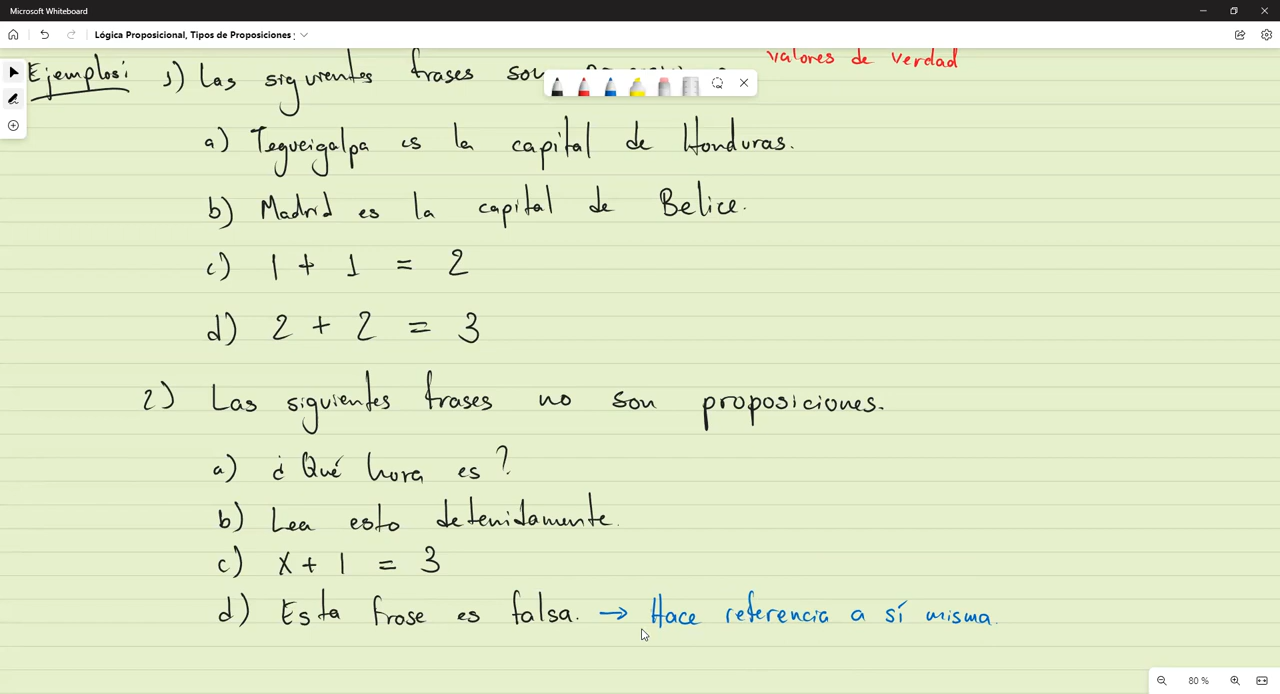 Microsoft Whiteboard
Lógica Proposicional, Tipos de Proposiciones
valores de verdad
Ejemplos: 1) Las siguientes frases son
a) Tegucigalpa es la capital de Honduras.
b) Madrid es la capital de Belice.
c) 1 + 1 = 2
d) 2 + 2 = 3
2) Las siguientes frases no son proposiciones.
a) ¿Qué hora es?
b) Lea esto detenidamente.
c) x + 1 = 3
d) Esta frase es falsa. → Hace referencia a sí misma.
80 %